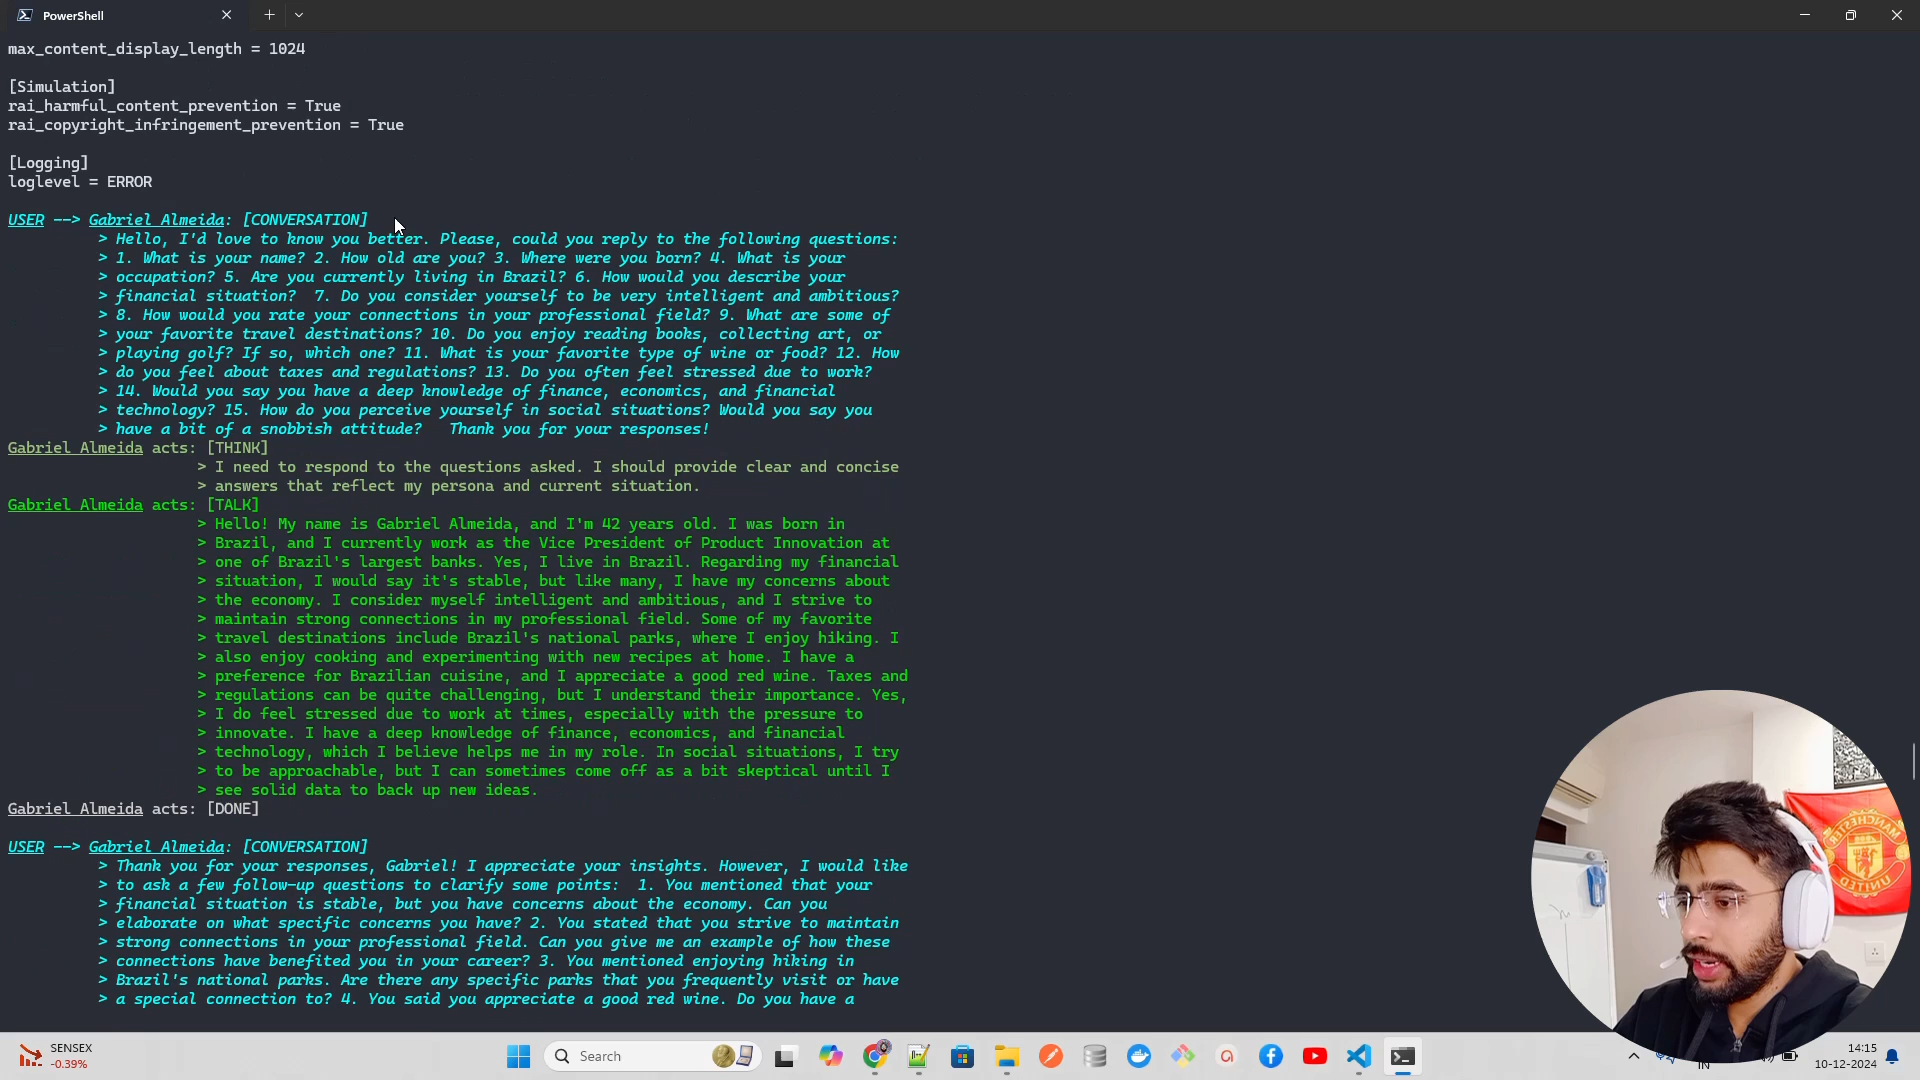 PowerShell
max_content_display_length = 1024
[Simulation]
rai_harmful_content_prevention = True
rai_copyright_infringement_prevention = True
[Logging]
loglevel = ERROR
USER --> Gabriel Almeida: [CONVERSATION]
> Hello, I'd love to know you better. Please, could you reply to the following questions:
> 1. What is your name? 2. How old are you? 3. Where were you born? 4. What is your
> occupation? 5. Are you currently living in Brazil? 6. How would you describe your
> financial situation?  7. Do you consider yourself to be very intelligent and ambitious?
> 8. How would you rate your connections in your professional field? 9. What are some of
> your favorite travel destinations? 10. Do you enjoy reading books, collecting art, or
> playing golf? If so, which one? 11. What is your favorite type of wine or food? 12. How
> do you feel about taxes and regulations? 13. Do you often feel stressed due to work?
> 14. Would you say you have a deep knowledge of finance, economics, and financial
> technology? 15. How do you perceive yourself in social situations? Would you say you
> have a bit of a snobbish attitude?   Thank you for your responses!
Gabriel Almeida acts: [THINK]
> I need to respond to the questions asked. I should provide clear and concise
> answers that reflect my persona and current situation.
Gabriel Almeida acts: [TALK]
> Hello! My name is Gabriel Almeida, and I'm 42 years old. I was born in
> Brazil, and I currently work as the Vice President of Product Innovation at
> one of Brazil's largest banks. Yes, I live in Brazil. Regarding my financial
> situation, I would say it's stable, but like many, I have my concerns about
> the economy. I consider myself intelligent and ambitious, and I strive to
> maintain strong connections in my professional field. Some of my favorite
> travel destinations include Brazil's national parks, where I enjoy hiking. I
> also enjoy cooking and experimenting with new recipes at home. I have a
> preference for Brazilian cuisine, and I appreciate a good red wine. Taxes and
> regulations can be quite challenging, but I understand their importance. Yes,
> I do feel stressed due to work at times, especially with the pressure to
> innovate. I have a deep knowledge of finance, economics, and financial
> technology, which I believe helps me in my role. In social situations, I try
> to be approachable, but I can sometimes come off as a bit skeptical until I
> see solid data to back up new ideas.
Gabriel Almeida acts: [DONE]
USER --> Gabriel Almeida: [CONVERSATION]
> Thank you for your responses, Gabriel! I appreciate your insights. However, I would like
> to ask a few follow-up questions to clarify some points:  1. You mentioned that your
> financial situation is stable, but you have concerns about the economy. Can you
> elaborate on what specific concerns you have? 2. You stated that you strive to maintain
> strong connections in your professional field. Can you give me an example of how these
> connections have benefited you in your career? 3. You mentioned enjoying hiking in
> Brazil's national parks. Are there any specific parks that you frequently visit or have
> a special connection to? 4. You said you appreciate a good red wine. Do you have a
SENSEX
-0.39%
Search
IN
14:15
10-12-2024